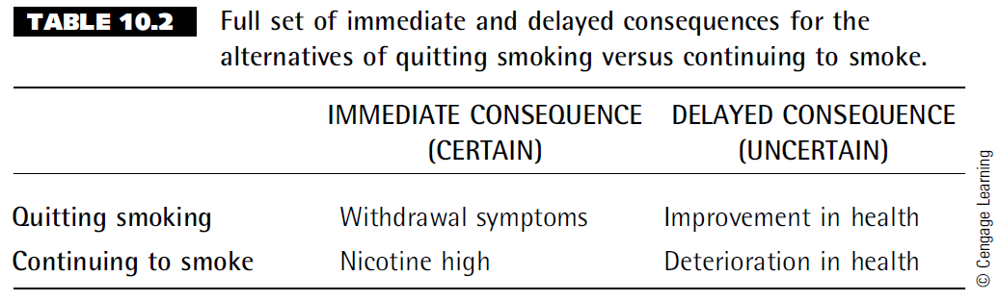 TABLE 10.2 Full set of immediate and delayed consequences for the
alternatives of quitting smoking versus continuing to smoke.
IMMEDIATE CONSEQUENCE DELAYED CONSEQUENCE
(CERTAIN) (UNCERTAIN)
Quitting smoking Withdrawal symptoms Improvement in health
Continuing to smoke Nicotine high Deterioration in health
© Cengage Learning